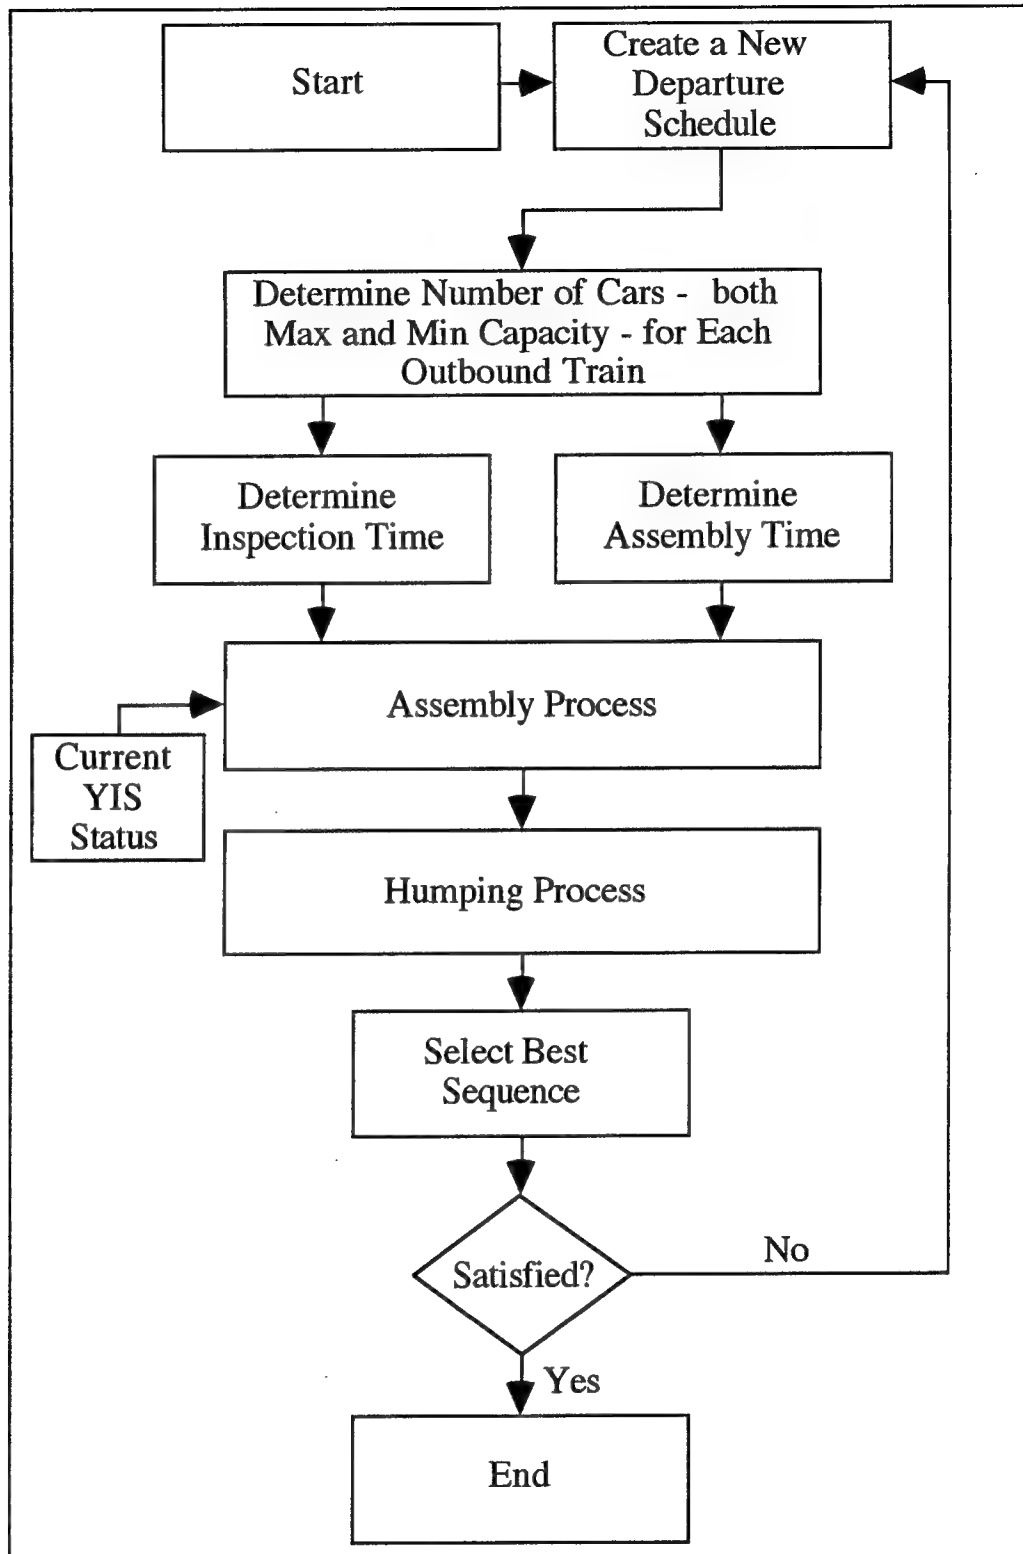 Start
Create a New
Departure
Schedule
Determine Number of Cars - both
Max and Min Capacity - for Each
Outbound Train
Determine
Inspection Time
Determine
Assembly Time
Assembly Process
Current
YIS
Status
Humping Process
Select Best
Sequence
Satisfied?
No
Yes
End